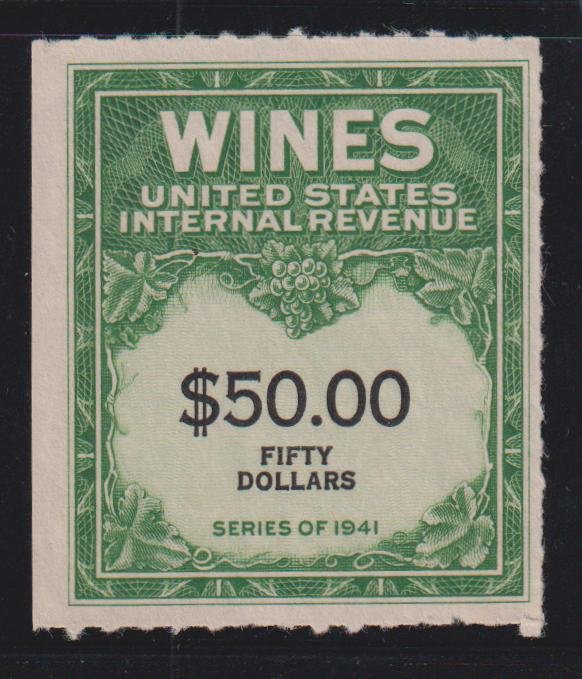 WINES
UNITED STATES
INTERNAL REVENUE
$50.00
FIFTY
DOLLARS
SERIES OF 1941